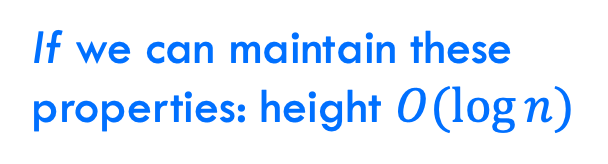 If we can maintain these
properties: height O(log n)